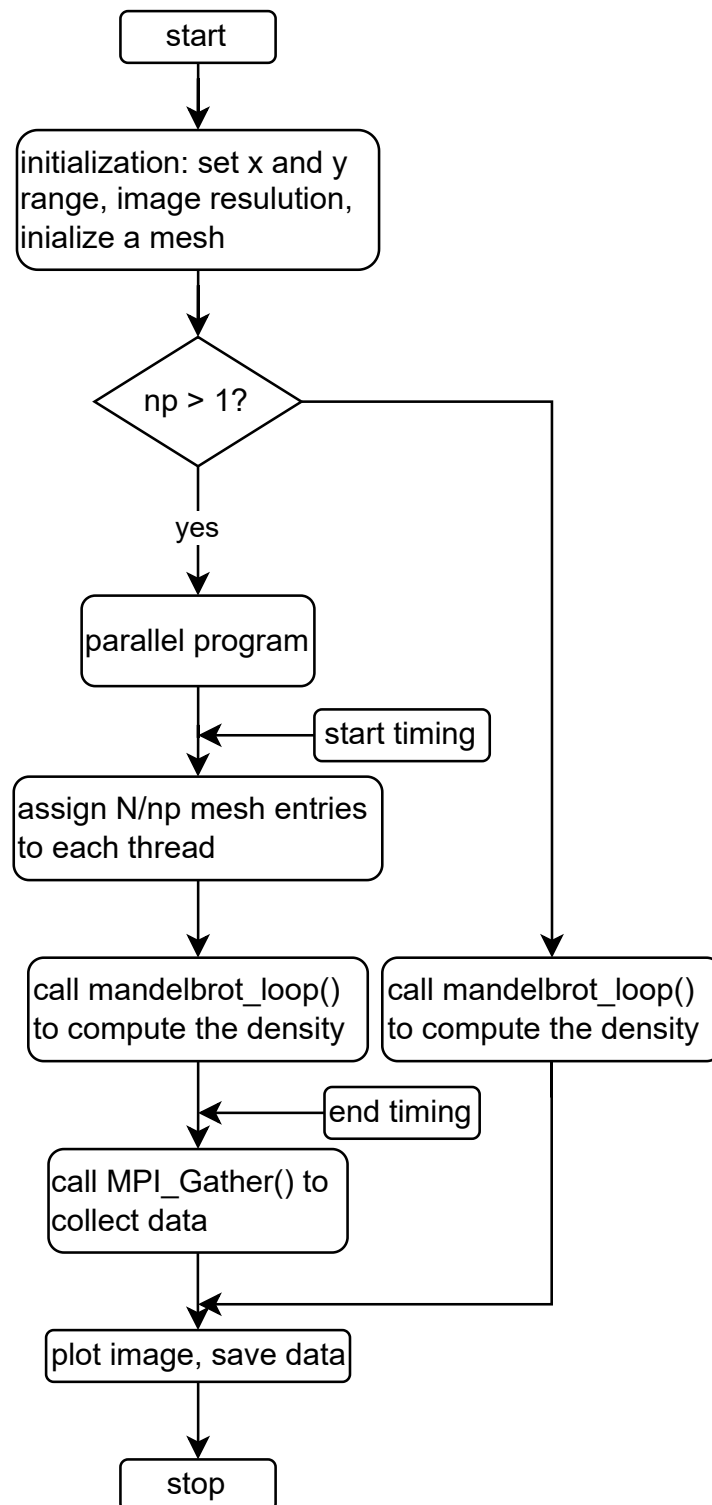 start
initialization: set x and y
range, image resulution,
inialize a mesh
np > 1?
yes
parallel program
start timing
assign N/np mesh entries
to each thread
call mandelbrot_loop()
to compute the density
call mandelbrot_loop()
to compute the density
end timing
call MPI_Gather() to
collect data
plot image, save data
stop